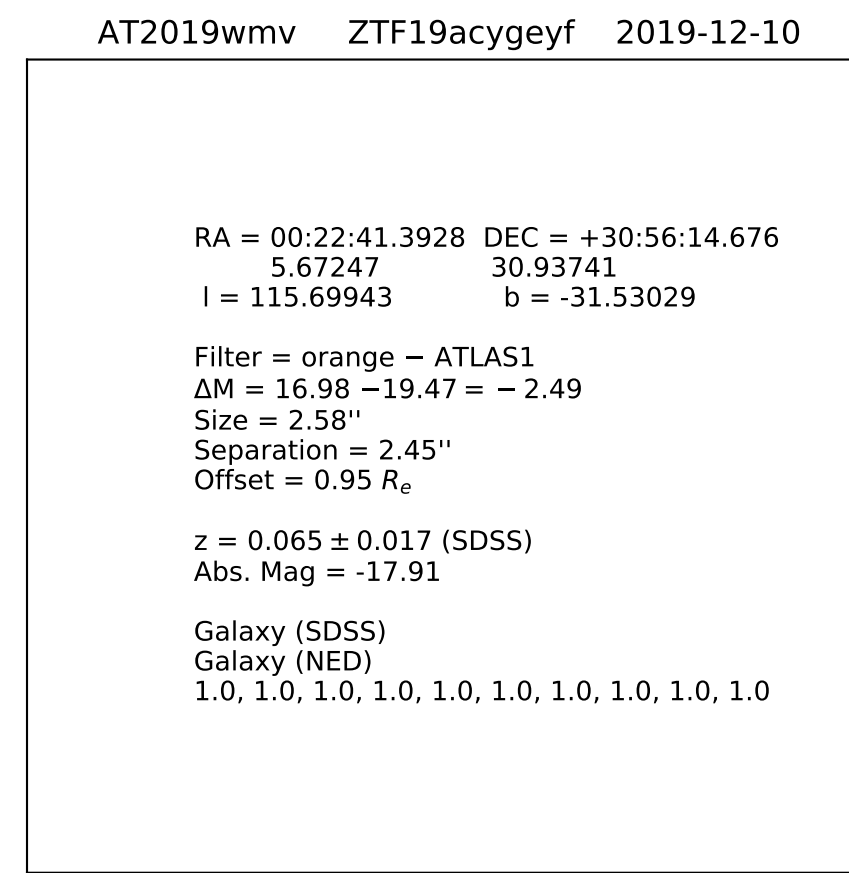 AT2019wmv ZTF19acygeyf 2019-12-10
RA = 00:22:41.3928 DEC = +30:56:14.676
5.67247 30.93741
l = 115.69943 b = -31.53029
Filter = orange − ATLAS1
ΔM = 16.98 −19.47 = − 2.49
Size = 2.58''
Separation = 2.45''
Offset = 0.95 Re
z = 0.065 ± 0.017 (SDSS)
Abs. Mag = -17.91
Galaxy (SDSS)
Galaxy (NED)
1.0, 1.0, 1.0, 1.0, 1.0, 1.0, 1.0, 1.0, 1.0, 1.0